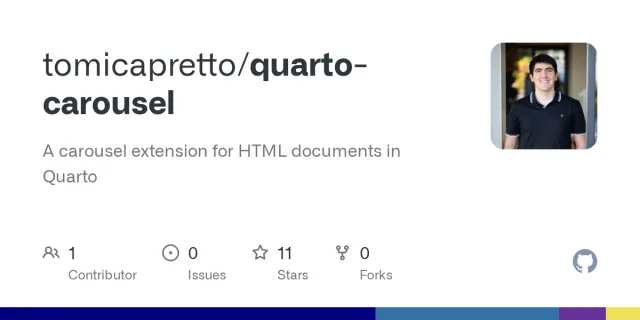 tomicapretto/quarto-
carousel
A carousel extension for HTML documents in
Quarto
1 0 11 0
Contributor Issues Stars Forks